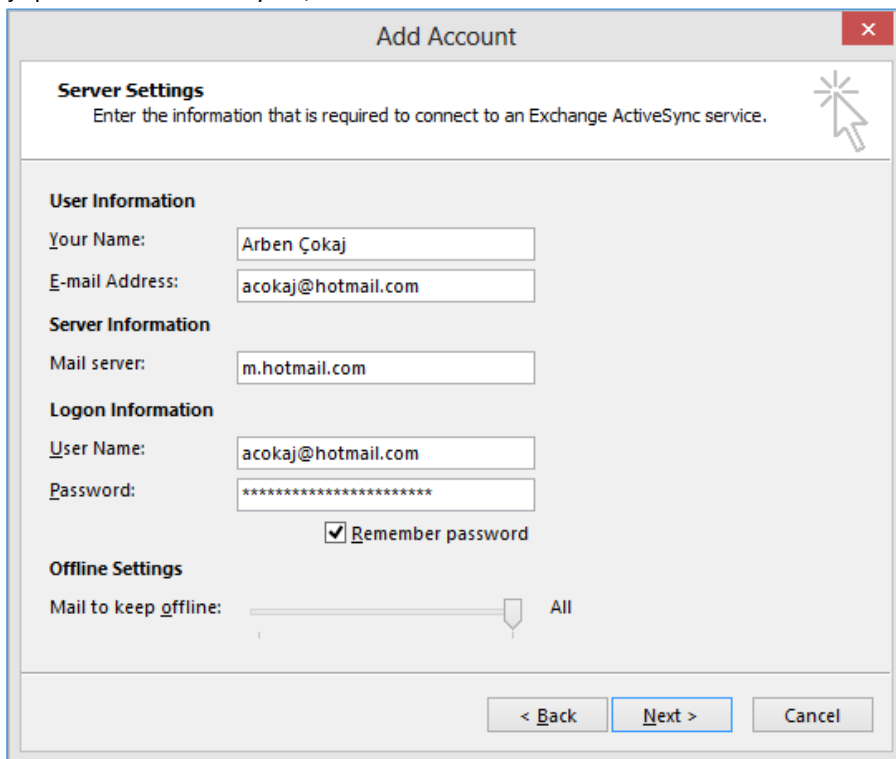 Add Account
Server Settings
Enter the information that is required to connect to an Exchange ActiveSync service.
User Information
Your Name: Arben Çokaj
E-mail Address: acokaj@hotmail.com
Server Information
Mail server: m.hotmail.com
Logon Information
User Name: acokaj@hotmail.com
Password: ***********************
Remember password
Offline Settings
Mail to keep offline: All
< Back Next > Cancel